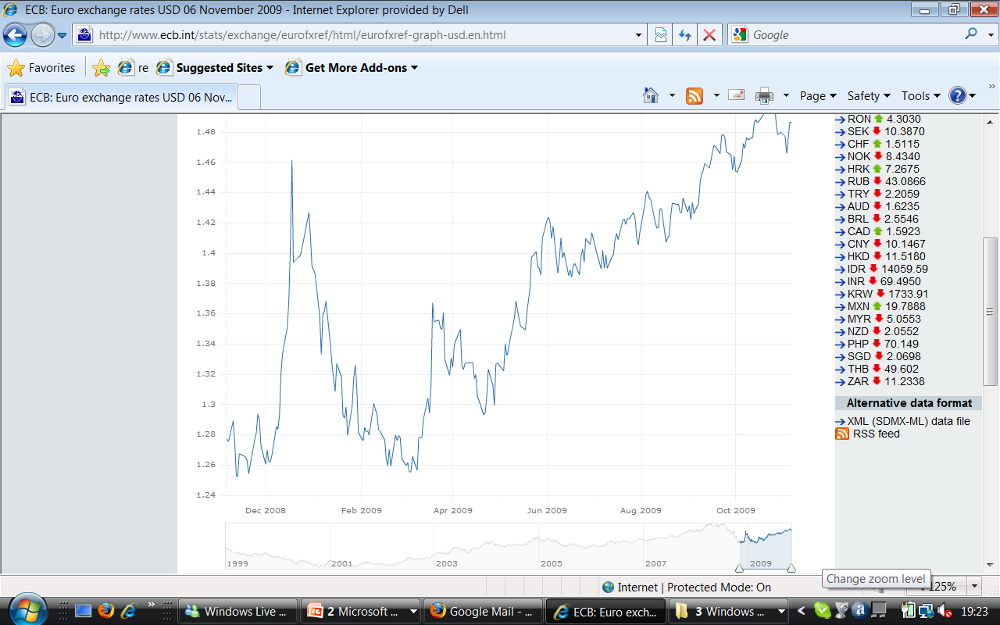 ECB: Euro exchange rates USD 06 November 2009 - Internet Explorer provided by Dell
http://www.ecb.int/stats/exchange/eurofxref/html/eurofxref-graph-usd.en.html
Google
Favorites
re
Suggested Sites
Get More Add-ons
ECB: Euro exchange rates USD 06 Nov...
Page
Safety
Tools
»
1.48
1.46
1.44
1.42
1.4
1.38
1.36
1.34
1.32
1.3
1.28
1.26
1.24
Dec 2008 Feb 2009 Apr 2009 Jun 2009 Aug 2009 Oct 2009
1999 2001 2003 2005 2007 2009
RON 4.3030
SEK 10.3870
CHF 1.5115
NOK 8.4340
HRK 7.2675
RUB 43.0866
TRY 2.2059
AUD 1.6235
BRL 2.5546
CAD 1.5923
CNY 10.1467
HKD 11.5180
IDR 14059.59
INR 69.4950
KRW 1733.91
MXN 19.7888
MYR 5.0553
NZD 2.0552
PHP 70.149
SGD 2.0698
THB 49.602
ZAR 11.2338
Alternative data format
XML (SDMX-ML) data file
RSS feed
Change zoom level
Internet | Protected Mode: On
125%
»
Windows Live ...
2 Microsoft ...
Google Mail - ...
ECB: Euro exch...
3 Windows ...
19:23